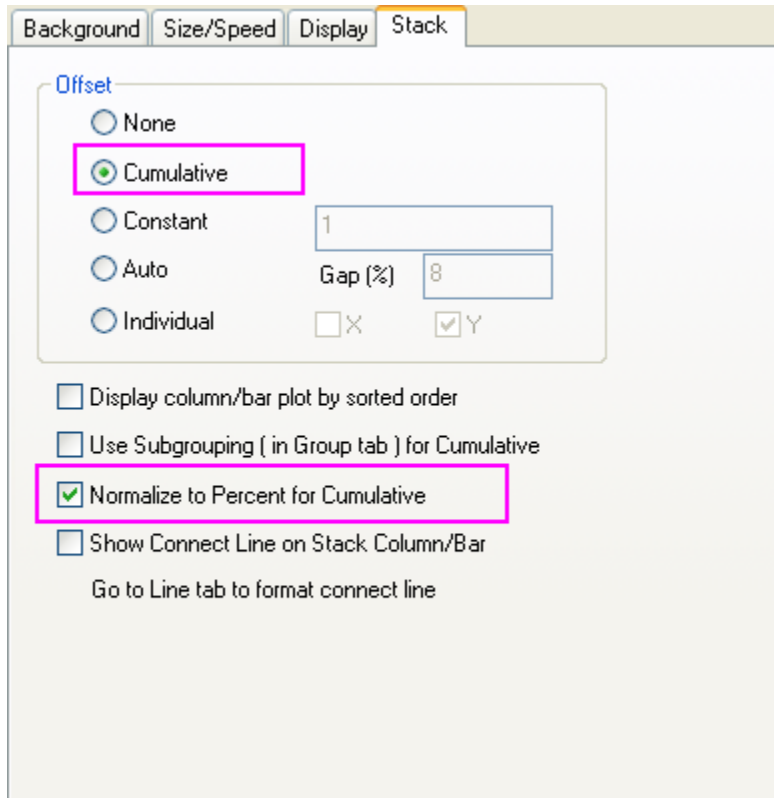 Background Size/Speed Display Stack
Offset
None
Cumulative
Constant 1
Auto Gap (%) 8
Individual X Y
Display column/bar plot by sorted order
Use Subgrouping ( in Group tab ) for Cumulative
Normalize to Percent for Cumulative
Show Connect Line on Stack Column/Bar
Go to Line tab to format connect line